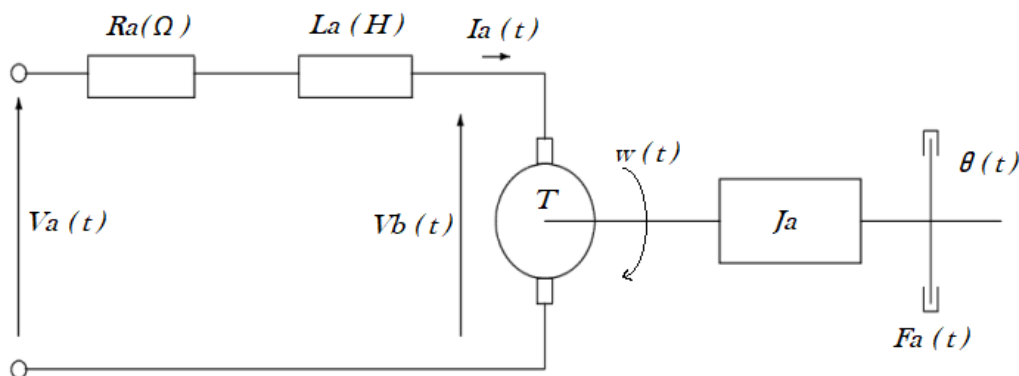 Ra(Ω)
La (H)
Ia (t)
Va (t)
Vb (t)
T
w(t)
Ja
θ(t)
Fa (t)